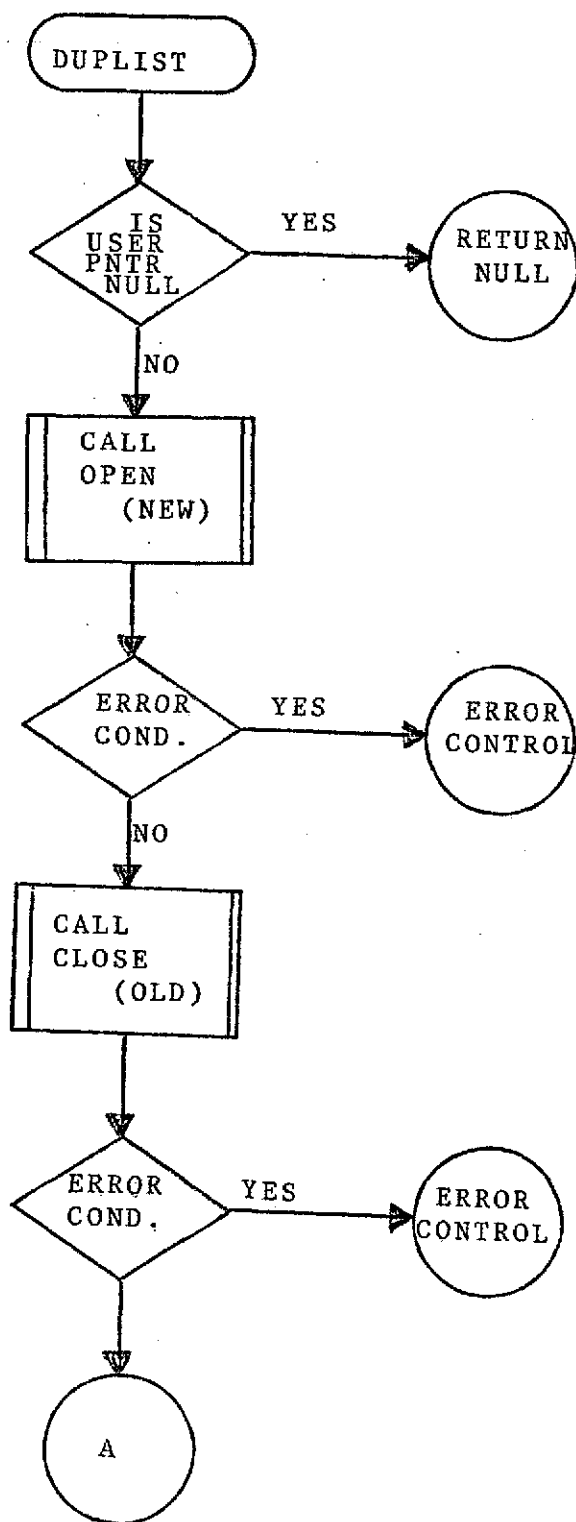 DUPLIST
IS
USER
PNTR
NULL
YES
RETURN
NULL
NO
CALL
OPEN
(NEW)
ERROR
COND.
YES
ERROR
CONTROL
NO
CALL
CLOSE
(OLD)
ERROR
COND.
YES
ERROR
CONTROL
A